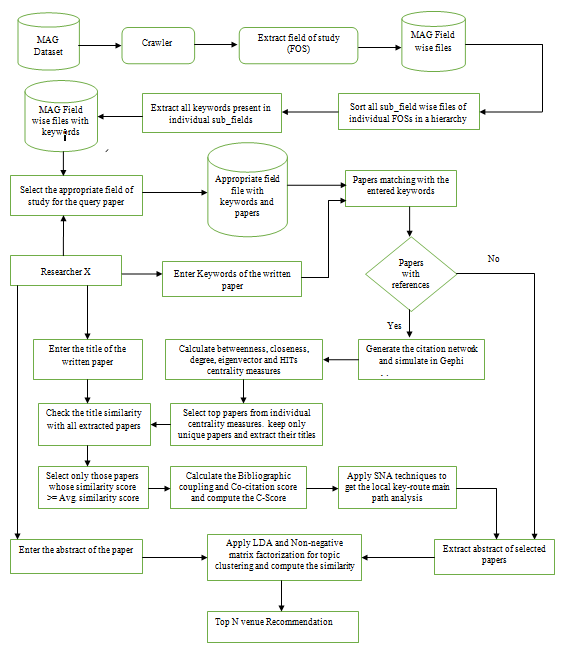 MAG
Dataset
Crawler
Extract field of study
(FOS)
MAG Field
wise files
MAG Field
wise files with
keywords
Extract all keywords present in
individual sub_fields
Sort all sub_field wise files of
individual FOSs in a hierarchy
Select the appropriate field of
study for the query paper
Appropriate field
file with
keywords and
papers
Papers matching with the
entered keywords
Researcher X
Enter Keywords of the written
paper
Papers
with
references
No
Yes
Enter the title of the
written paper
Calculate betweenness, closeness,
degree, eigenvector and HITs
centrality measures
Generate the citation network
and simulate in Gephi
Check the title similarity
with all extracted papers
Select top papers from individual
centrality measures. keep only
unique papers and extract their titles
Select only those papers
whose similarity score
>= Avg. similarity score
Calculate the Bibliographic
coupling and Co-citation score
and compute the C-Score
Apply SNA techniques to
get the local key-route main
path analysis
Enter the abstract of the paper
Apply LDA and Non-negative
matrix factorization for topic
clustering and compute the similarity
Extract abstract of selected
papers
Top N venue Recommendation